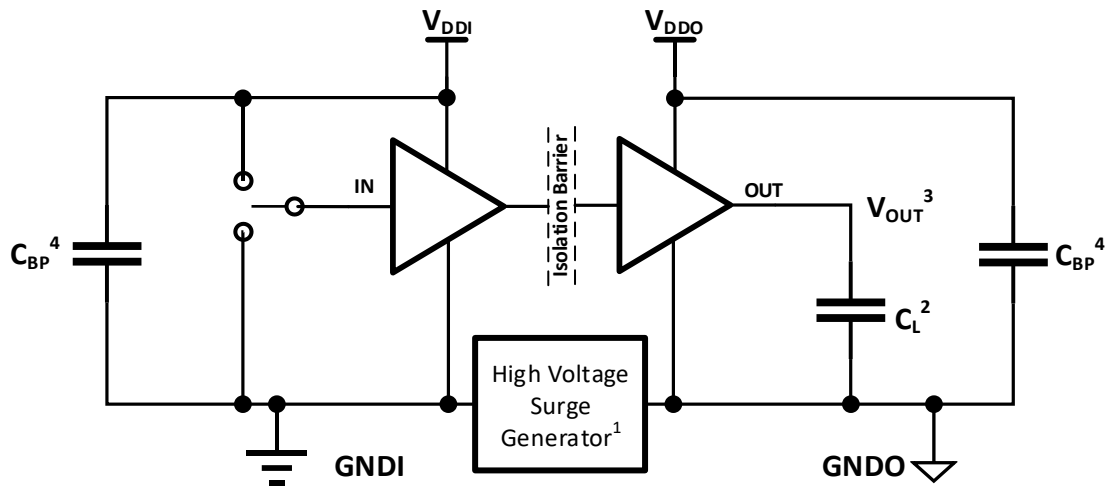 VDDI
VDDO
IN
Isolation Barrier
OUT
VOUT3
CBP4
CL2
CBP4
High Voltage
Surge
Generator1
GNDI
GNDO